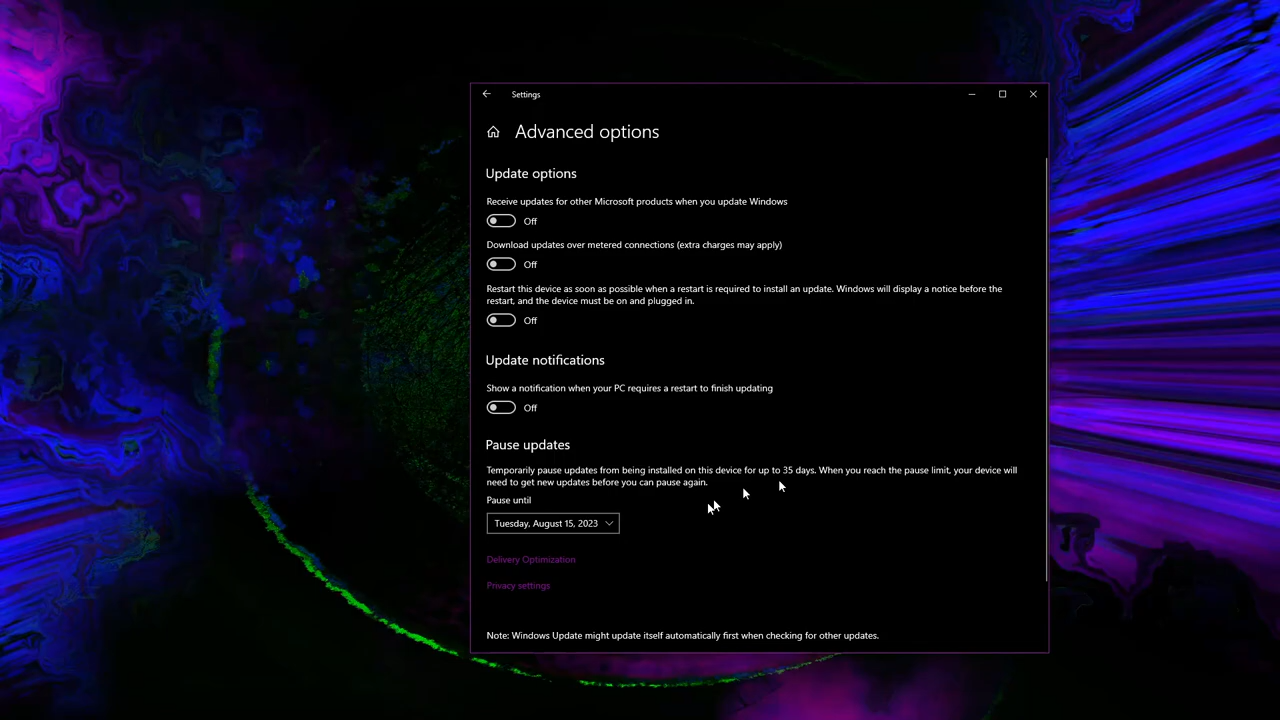 Settings
Advanced options
Update options
Receive updates for other Microsoft products when you update Windows
Off
Download updates over metered connections (extra charges may apply)
Off
Restart this device as soon as possible when a restart is required to install an update. Windows will display a notice before the
restart, and the device must be on and plugged in.
Off
Update notifications
Show a notification when your PC requires a restart to finish updating
Off
Pause updates
Temporarily pause updates from being installed on this device for up to 35 days. When you reach the pause limit, your device will
need to get new updates before you can pause again.
Pause until
Tuesday, August 15, 2023
Delivery Optimization
Privacy settings
Note: Windows Update might update itself automatically first when checking for other updates.